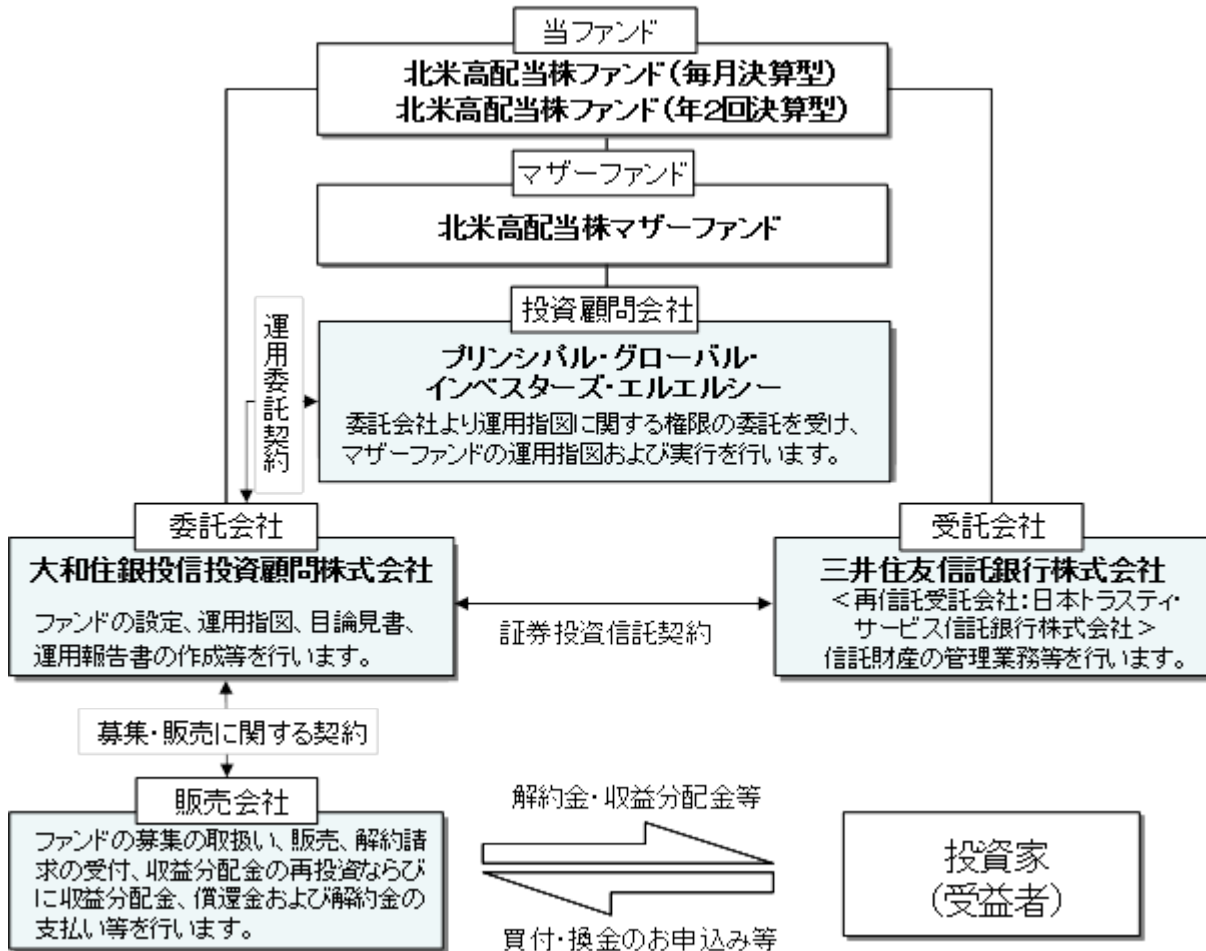 当ファンド
北米高配当株ファンド(毎月決算型)
北米高配当株ファンド(年2回決算型)
マザーファンド
北米高配当株マザーファンド
投資顧問会社
プリンシパル・グローバル・
インベスターズ・エルエルシー
委託会社より運用指図に関する権限の委託を受け、
マザーファンドの運用指図および実行を行います。
運用委託契約
委託会社
大和住銀投信投資顧問株式会社
ファンドの設定、運用指図、目論見書、
運用報告書の作成等を行います。
証券投資信託契約
受託会社
三井住友信託銀行株式会社
<再信託受託会社:日本トラスティ・
サービス信託銀行株式会社>
信託財産の管理業務等を行います。
募集・販売に関する契約
販売会社
ファンドの募集の取扱い、販売、解約請
求の受付、収益分配金の再投資ならび
に収益分配金、償還金および解約金の
支払い等を行います。
解約金・収益分配金等
買付・換金のお申込み等
投資家
(受益者)